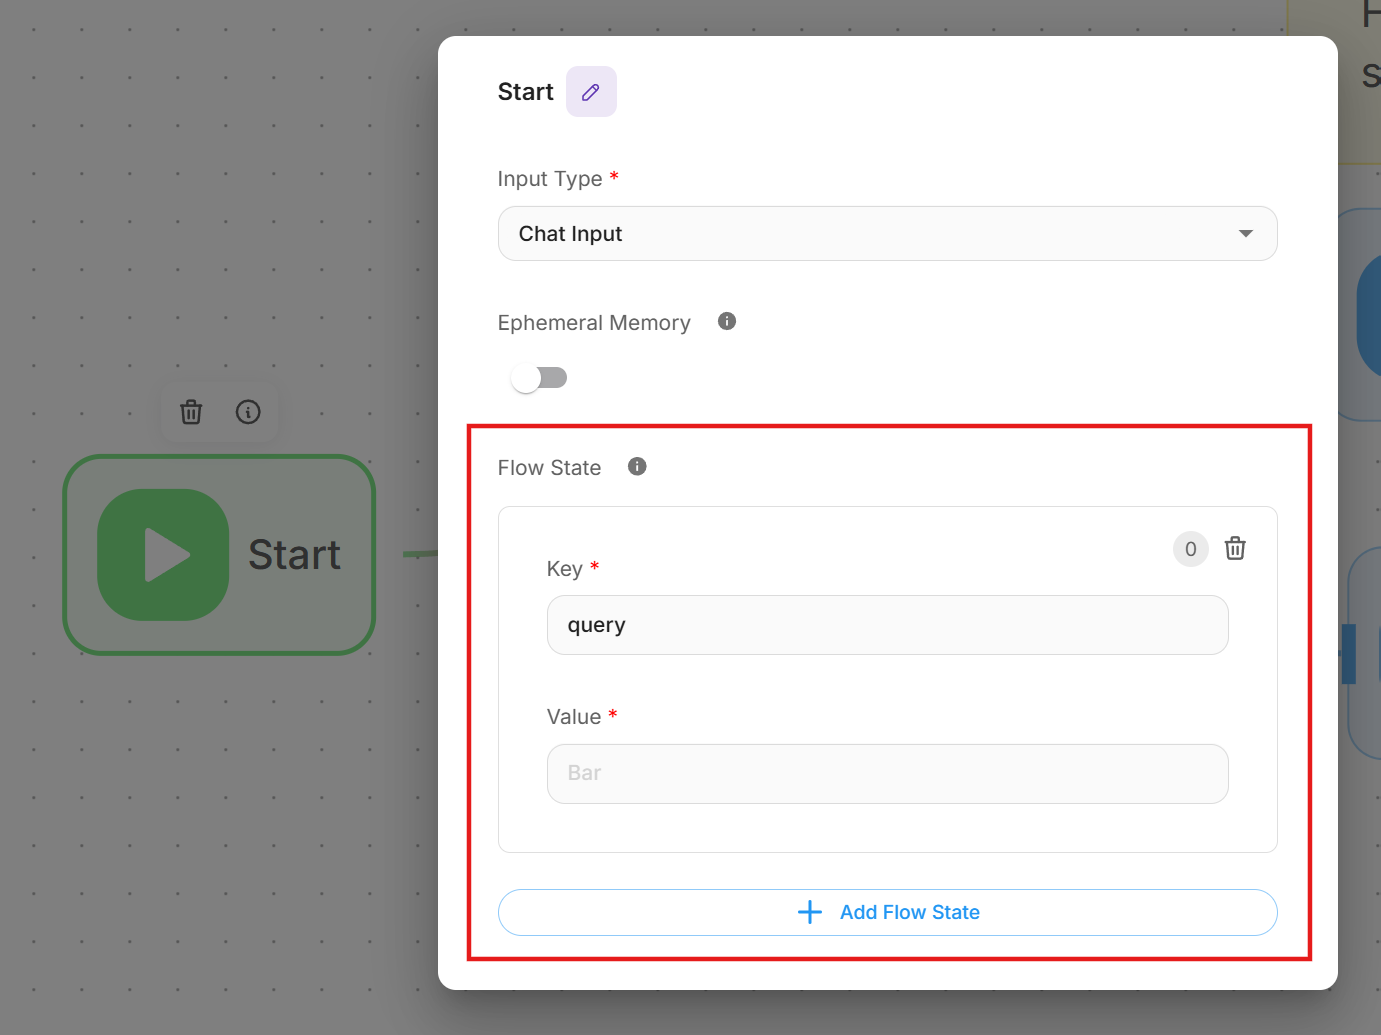 Start
Input Type *
Chat Input
Ephemeral Memory
Flow State
0
Key *
query
Value *
Bar
Add Flow State
Start